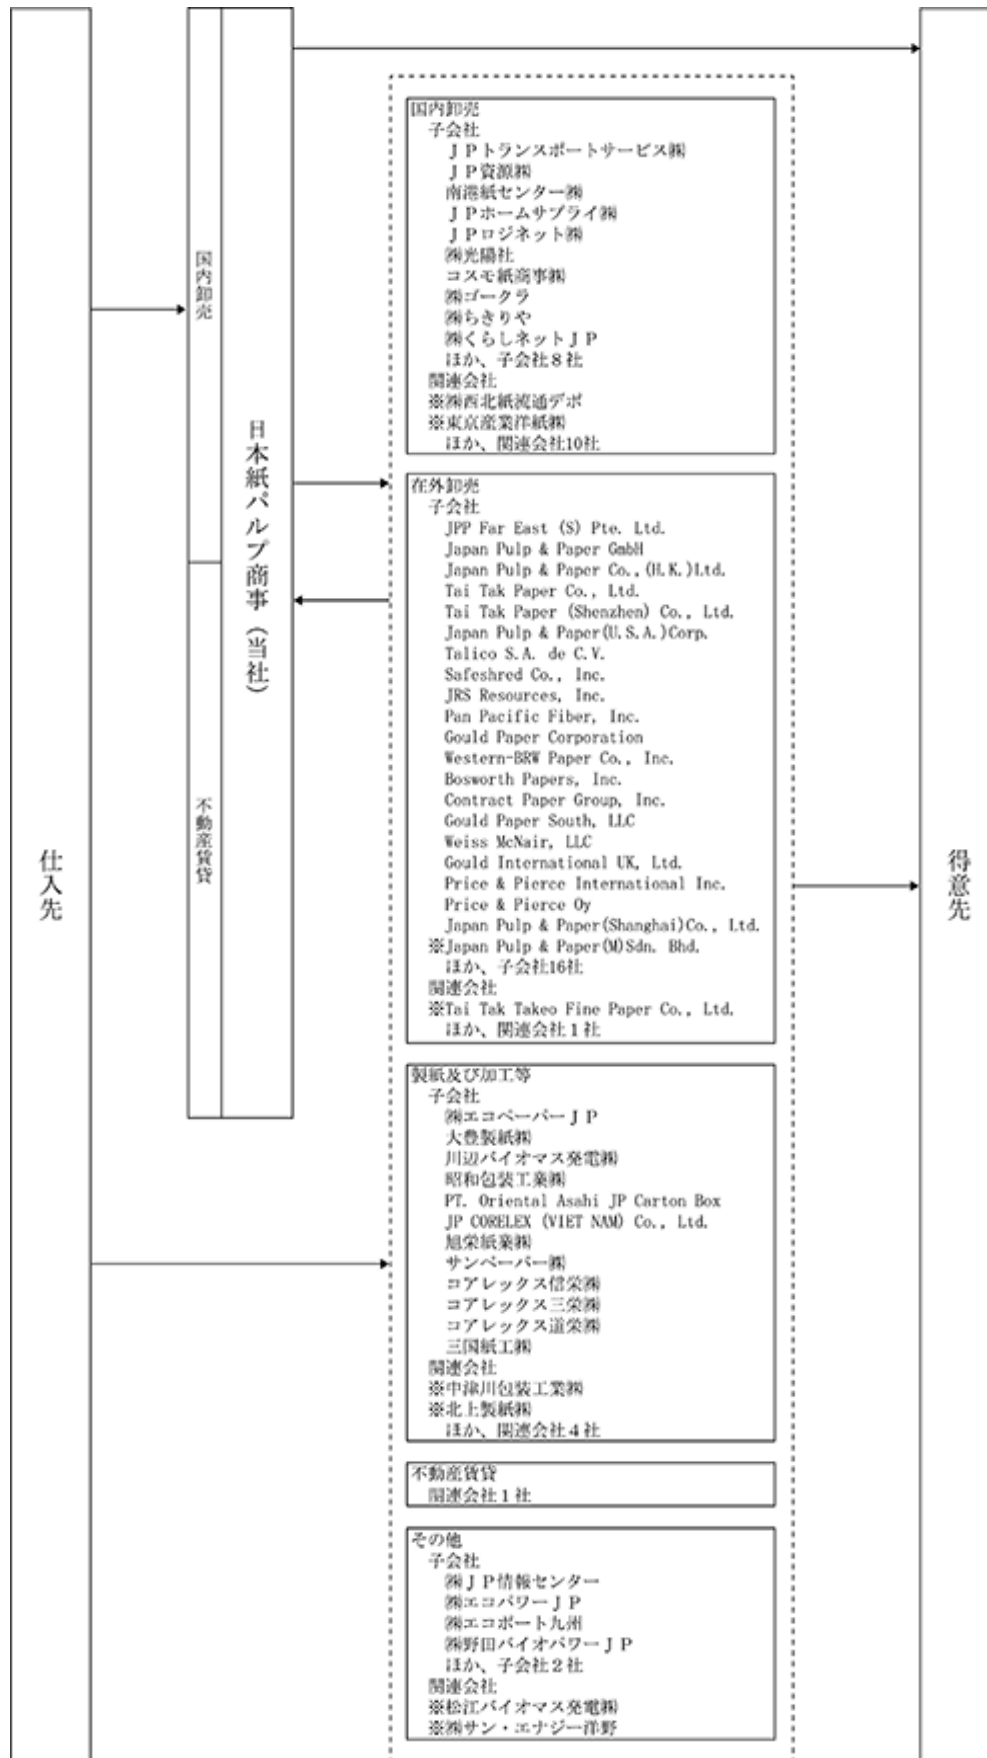 仕入先
国内卸売
不動産賃貸
日本紙パルプ商事（当社）
国内卸売
子会社
ＪＰトランスポートサービス㈱
ＪＰ資源㈱
南港紙センター㈱
ＪＰホームサプライ㈱
ＪＰロジネット㈱
㈱光陽社
コスモ紙商事㈱
㈱ゴークラ
㈱ちきりや
㈱くらしネットＪＰ
ほか、子会社８社
関連会社
※㈱西北紙流通デポ
※東京産業洋紙㈱
ほか、関連会社10社
在外卸売
子会社
JPP Far East (S) Pte. Ltd.
Japan Pulp & Paper GmbH
Japan Pulp & Paper Co.,(H.K.)Ltd.
Tai Tak Paper Co., Ltd.
Tai Tak Paper (Shenzhen) Co., Ltd.
Japan Pulp & Paper(U.S.A.)Corp.
Talico S.A. de C.V.
Safeshred Co., Inc.
JRS Resources, Inc.
Pan Pacific Fiber, Inc.
Gould Paper Corporation
Western-BRW Paper Co., Inc.
Bosworth Papers, Inc.
Contract Paper Group, Inc.
Gould Paper South, LLC
Weiss McNair, LLC
Gould International UK, Ltd.
Price & Pierce International Inc.
Price & Pierce Oy
Japan Pulp & Paper(Shanghai)Co., Ltd.
※Japan Pulp & Paper(M)Sdn. Bhd.
ほか、子会社16社
関連会社
※Tai Tak Takeo Fine Paper Co., Ltd.
ほか、関連会社１社
製紙及び加工等
子会社
㈱エコペーパーＪＰ
大豊製紙㈱
川辺バイオマス発電㈱
昭和包装工業㈱
PT. Oriental Asahi JP Carton Box
JP CORELEX (VIET NAM) Co., Ltd.
旭栄紙業㈱
サンペーパー㈱
コアレックス信栄㈱
コアレックス三栄㈱
コアレックス道栄㈱
三国紙工㈱
関連会社
※中津川包装工業㈱
※北上製紙㈱
ほか、関連会社４社
不動産賃貸
関連会社１社
その他
子会社
㈱ＪＰ情報センター
㈱エコパワーＪＰ
㈱エコポート九州
㈱野田バイオパワーＪＰ
ほか、子会社２社
関連会社
※松江バイオマス発電㈱
※㈱サン・エナジー洋野
得意先